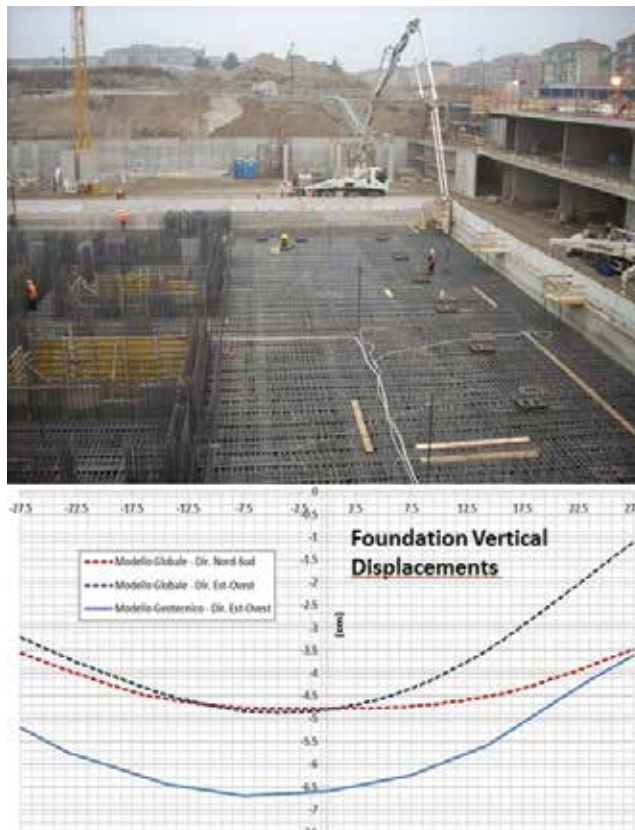 0
-27.5 -22.5 -17.5 -12.5 -7.5 -2.5 2.5 7.5 12.5 17.5 22.5 27.5
-0.5
Foundation Vertical
Displacements
-1
-1.5
Modello Globale - Dir. Nord-Sud
Modello Globale - Dir. Est-Ovest
Modello Geotecnico - Dir. Est-Ovest
-2
-2.5
-3
[cm]
-3.5
-4
-4.5
-5
-5.5
-6
-6.5
-7